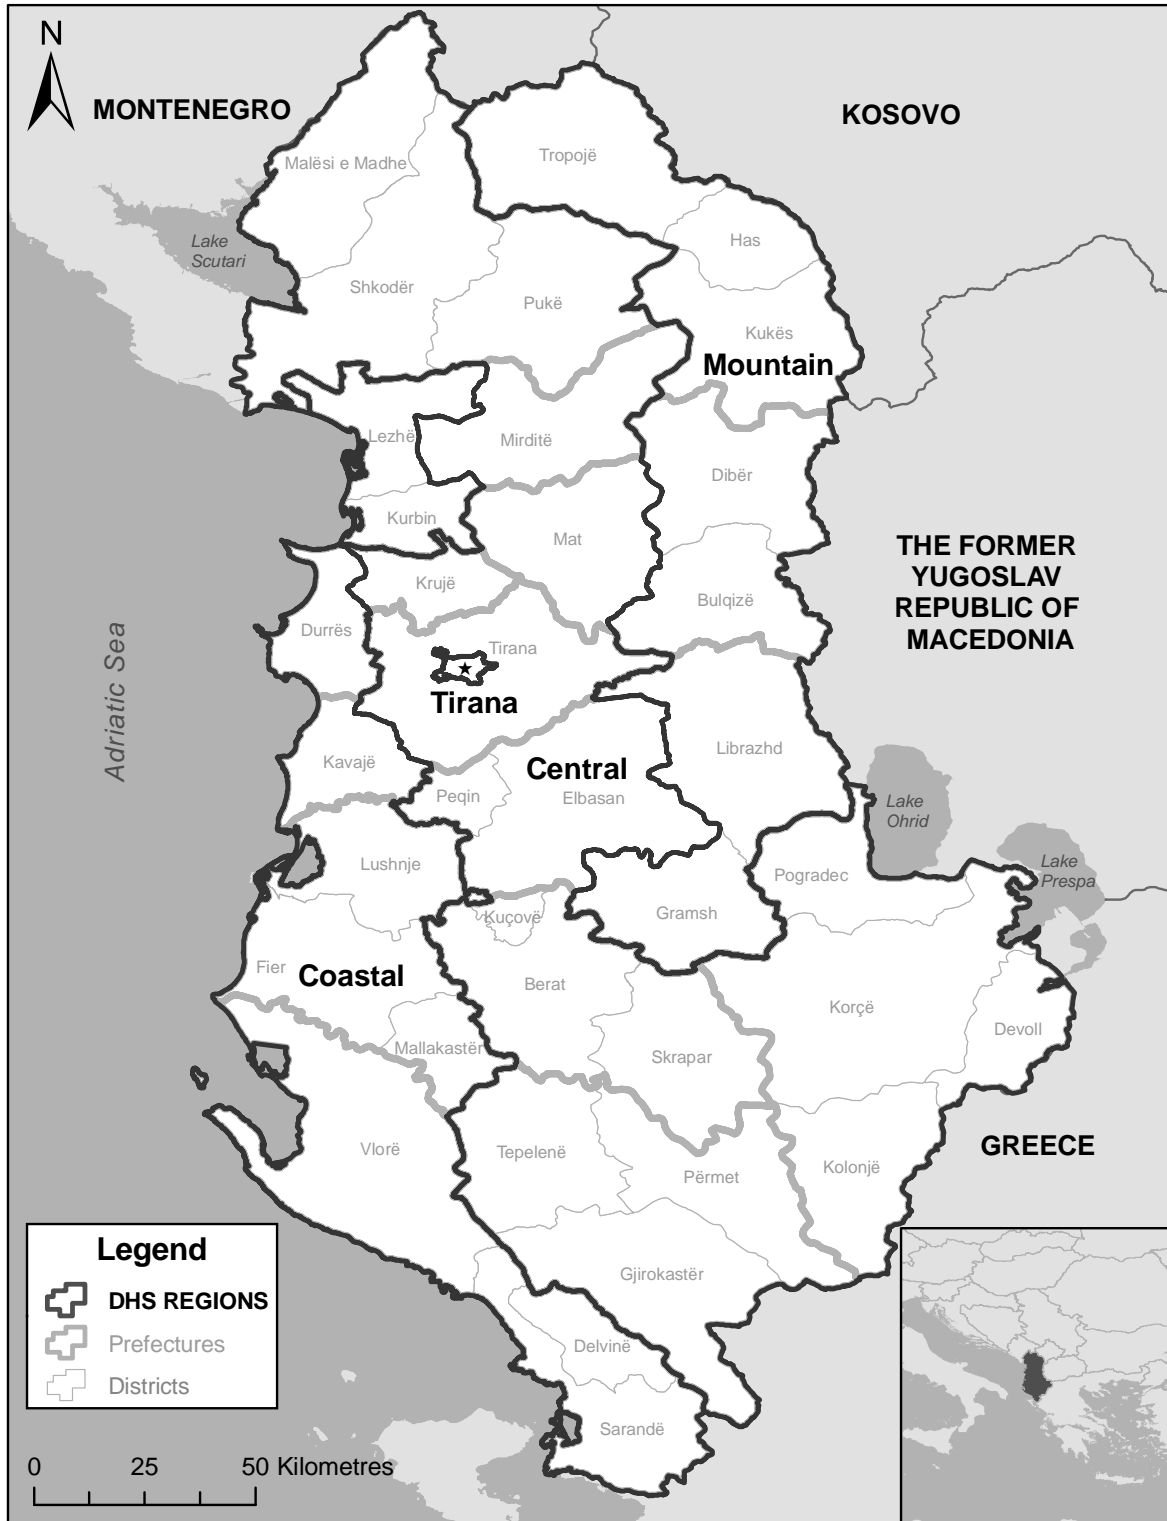 N
MONTENEGRO
KOSOVO
Malësi e Madhe
Tropojë
Lake
Scutari
Has
Shkodër
Pukë
Kukës
Mountain
Lezhë
Mirditë
Dibër
Kurbin
Mat
THE FORMER
YUGOSLAV
REPUBLIC OF
MACEDONIA
Krujë
Bulqizë
Durrës
Tirana
Adriatic Sea
Tirana
Kavajë
Librazhd
Central
Peqin
Elbasan
Lake
Ohrid
Lushnje
Lake
Prespa
Pogradec
Kuçovë
Gramsh
Fier
Coastal
Berat
Korçë
Devoll
Mallakastër
Skrapar
Vlorë
Tepelenë
Përmet
Kolonjë
GREECE
Legend
DHS REGIONS
Prefectures
Districts
Gjirokastër
Delvinë
Sarandë
0 25 50 Kilometres